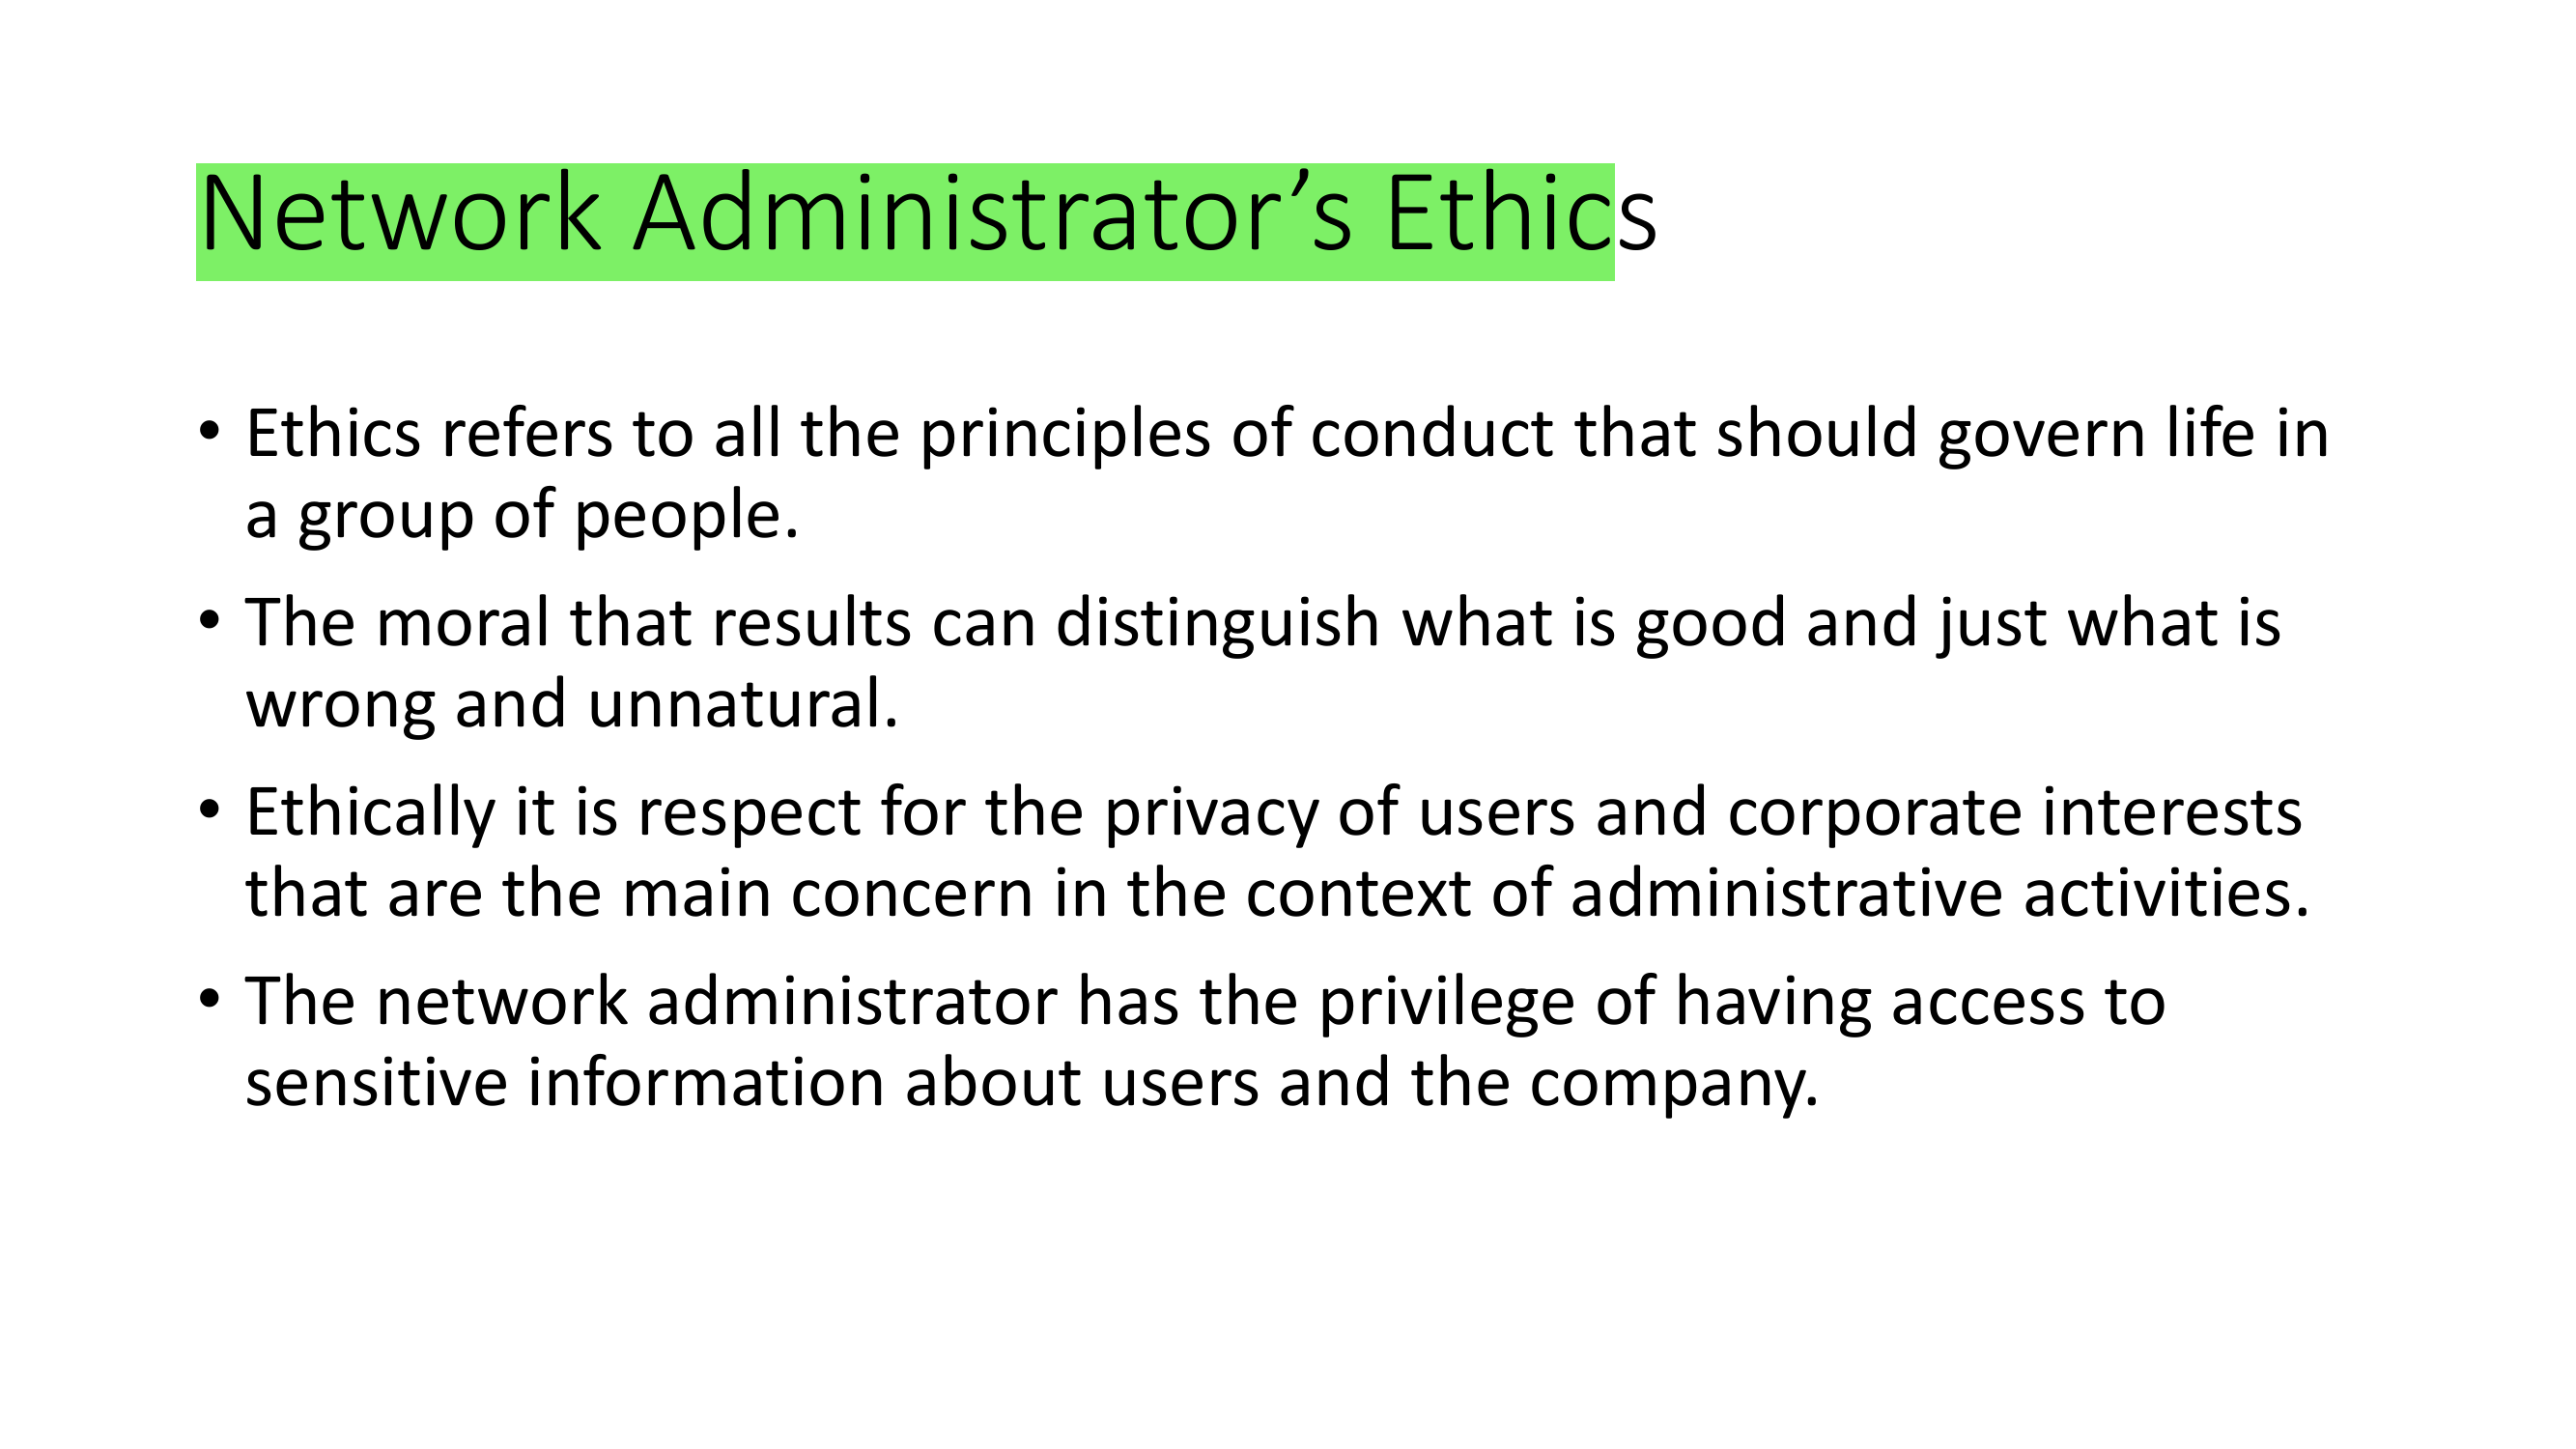 Network Administrator’s Ethics
• Ethics refers to all the principles of conduct that should govern life in
a group of people.
• The moral that results can distinguish what is good and just what is
wrong and unnatural.
• Ethically it is respect for the privacy of users and corporate interests
that are the main concern in the context of administrative activities.
• The network administrator has the privilege of having access to
sensitive information about users and the company.